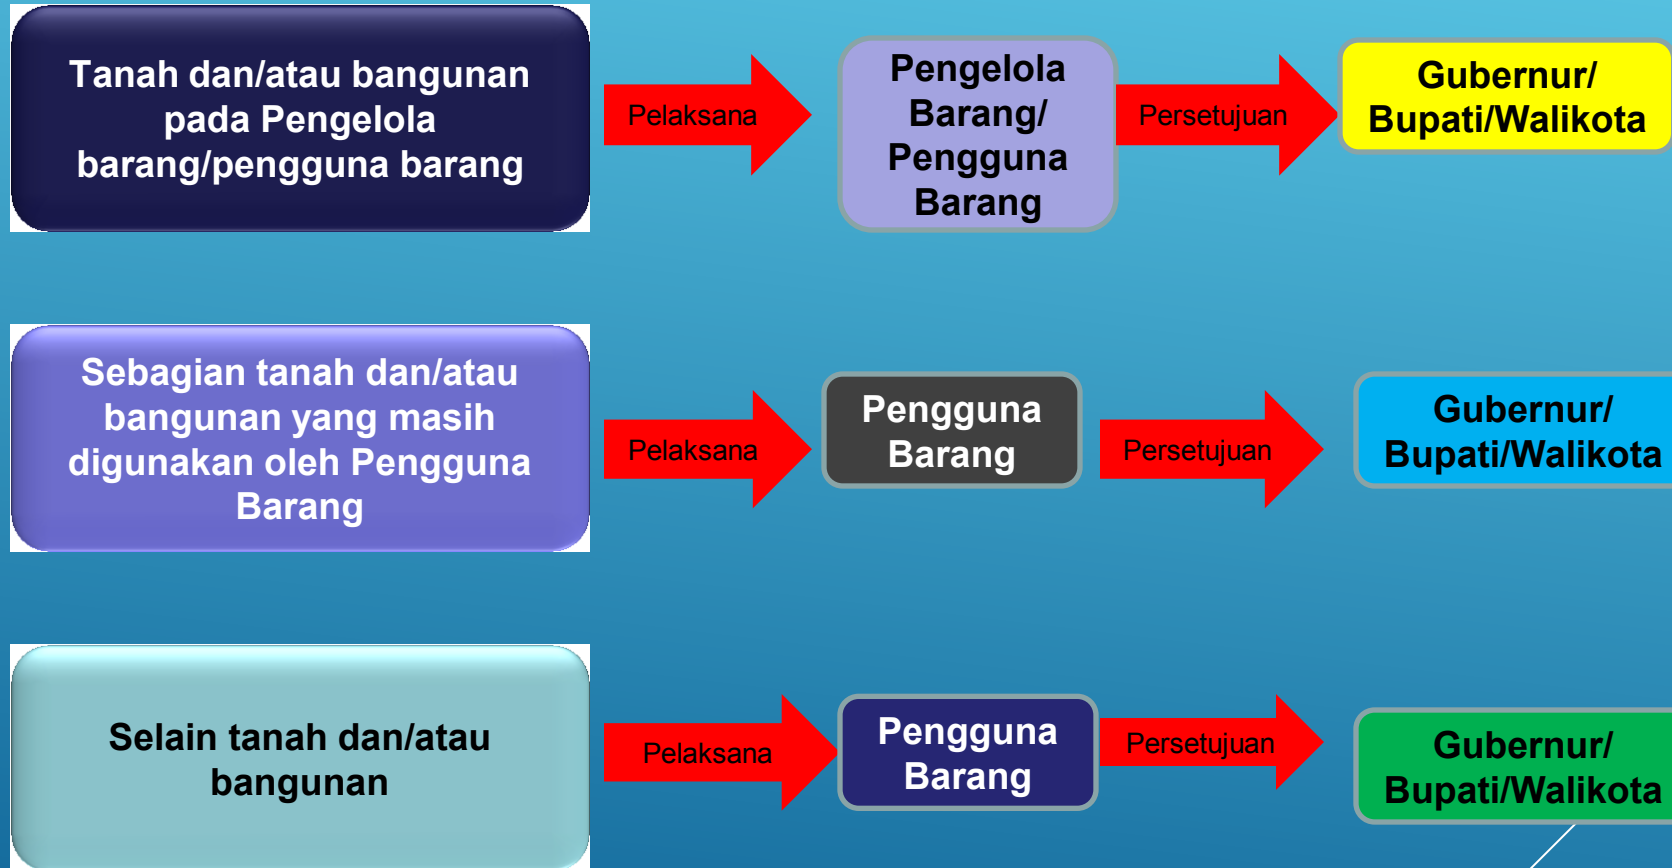 Tanah dan/atau bangunan
pada Pengelola
barang/pengguna barang
Pelaksana
Pengelola
Barang/
Pengguna
Barang
Persetujuan
Gubernur/
Bupati/Walikota
Sebagian tanah dan/atau
bangunan yang masih
digunakan oleh Pengguna
Barang
Pelaksana
Pengguna
Barang
Persetujuan
Gubernur/
Bupati/Walikota
Selain tanah dan/atau
bangunan
Pelaksana
Pengguna
Barang
Persetujuan
Gubernur/
Bupati/Walikota